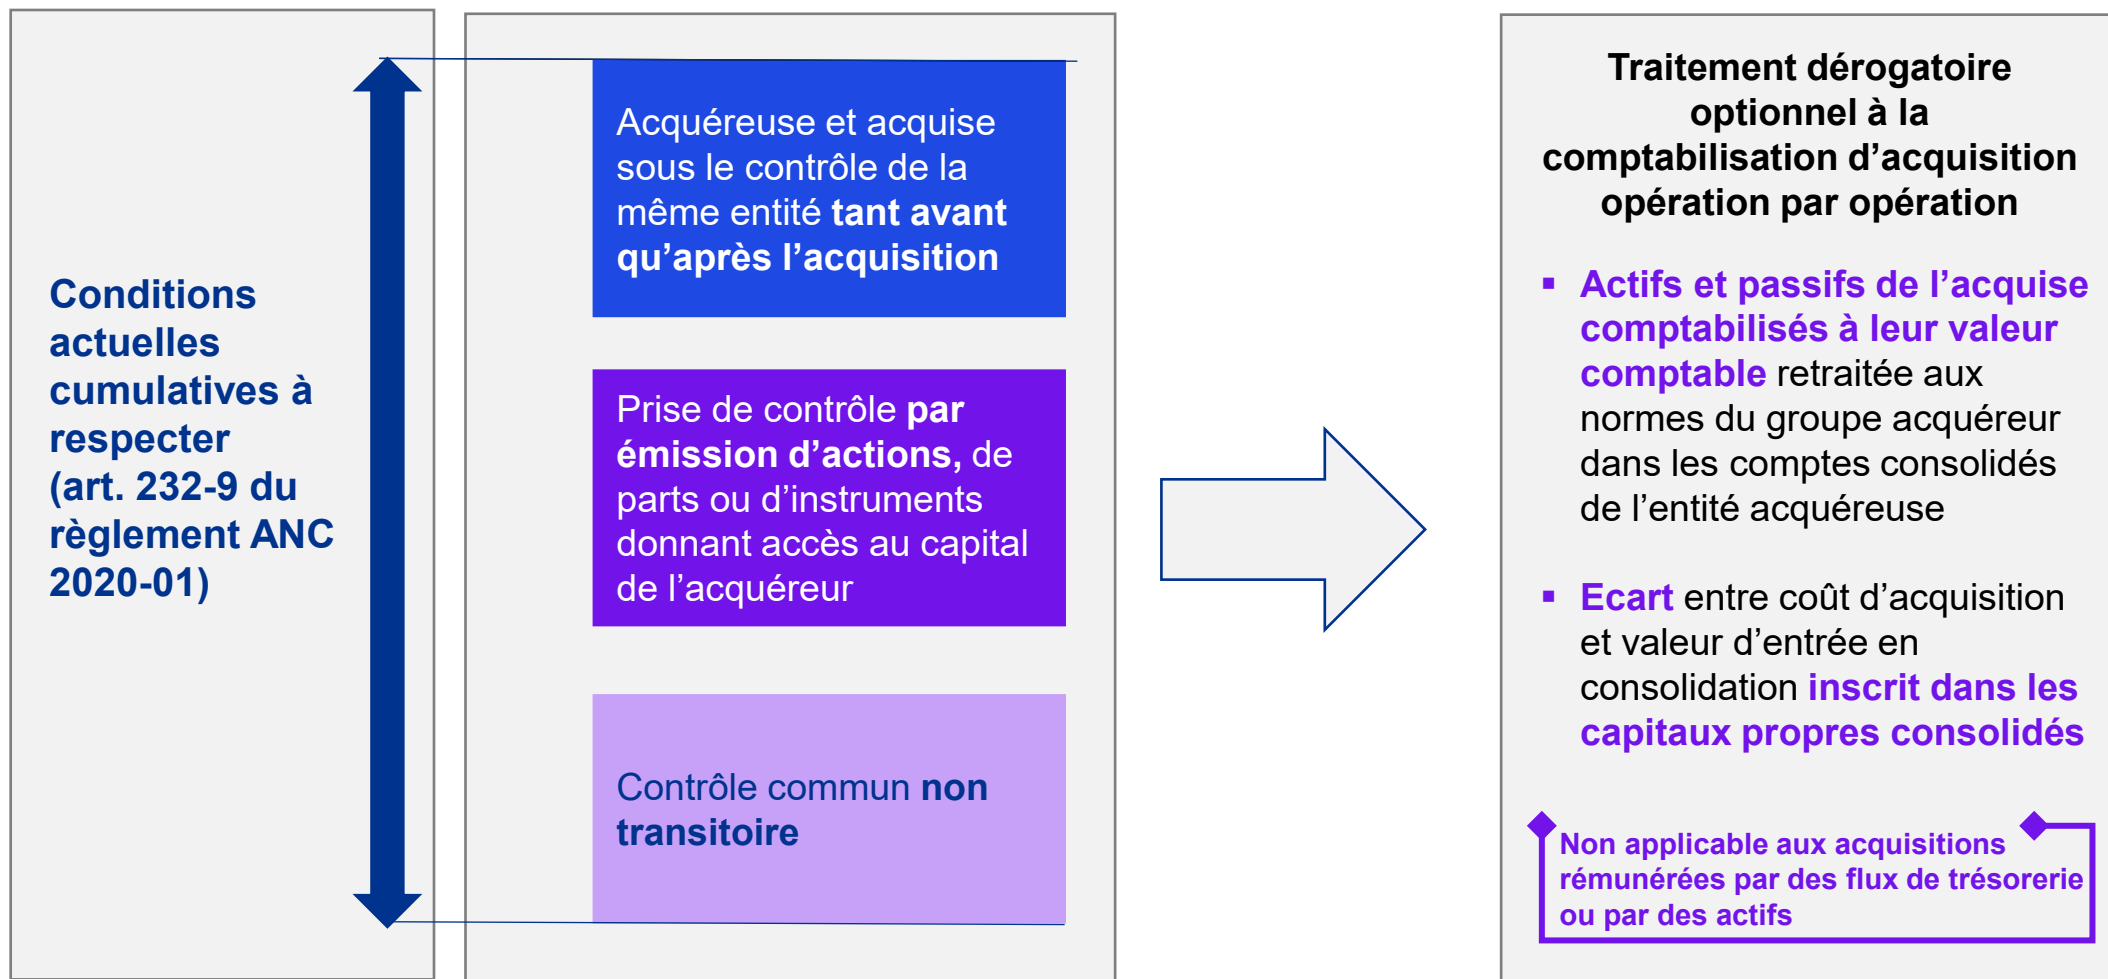 Conditions
actuelles
cumulatives à
respecter
(art. 232-9 du
règlement ANC
2020-01)
Acquéreuse et acquise
sous le contrôle de la
même entité tant avant
qu’après l’acquisition
Prise de contrôle par
émission d’actions, de
parts ou d’instruments
donnant accès au capital
de l’acquéreur
Contrôle commun non
transitoire
Traitement dérogatoire
optionnel à la
comptabilisation d’acquisition
opération par opération
▪ Actifs et passifs de l’acquise
comptabilisés à leur valeur
comptable retraitée aux
normes du groupe acquéreur
dans les comptes consolidés
de l’entité acquéreuse
▪ Ecart entre coût d’acquisition
et valeur d’entrée en
consolidation inscrit dans les
capitaux propres consolidés
Non applicable aux acquisitions
rémunérées par des flux de trésorerie
ou par des actifs